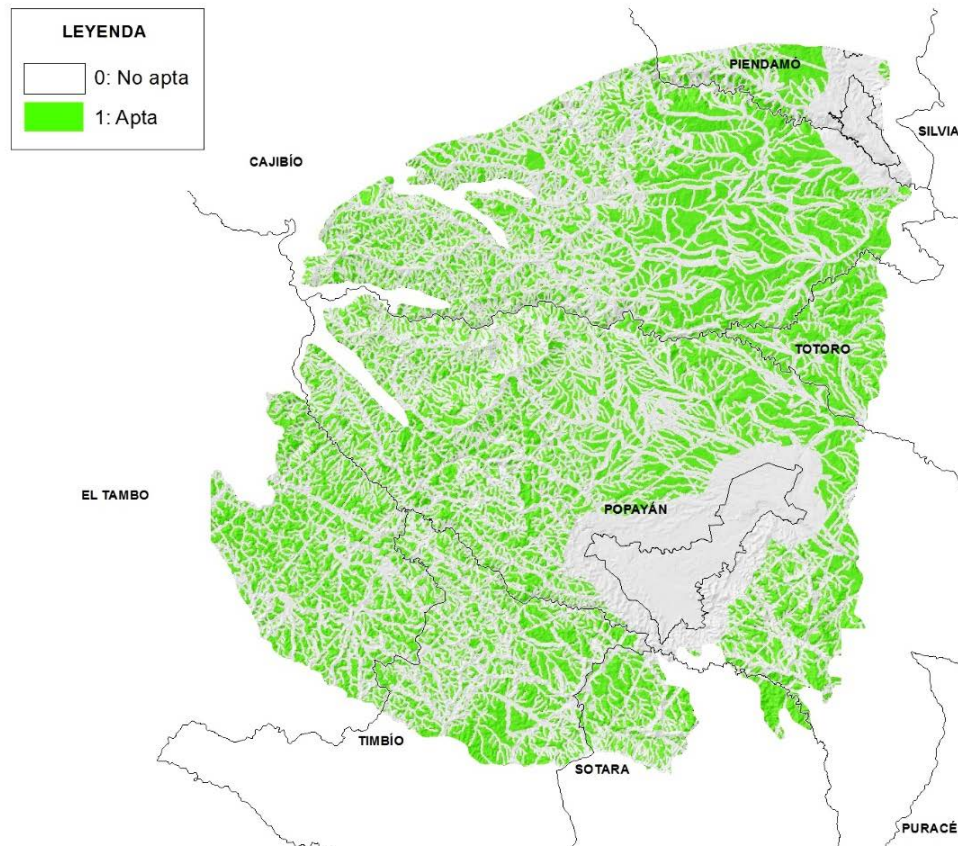 LEYENDA
0: No apta
1: Apta
PIENDAMÓ
SILVIA
CAJIBÍO
TOTORO
EL TAMBO
POPAYÁN
TIMBÍO
SOTARA
PURACÉ